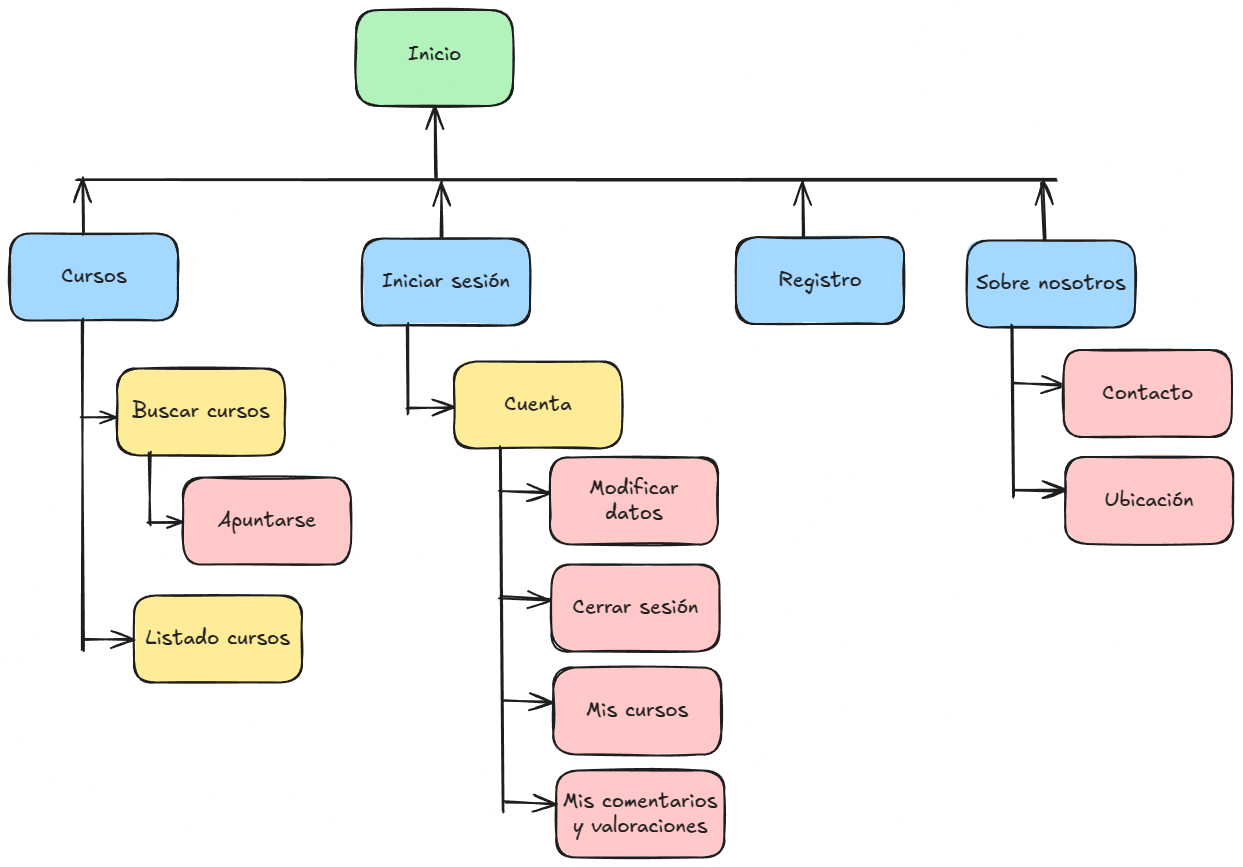 Inicio
Cursos
Iniciar sesión
Registro
Sobre nosotros
Buscar cursos
Apuntarse
Listado cursos
Cuenta
Modificar
datos
Cerrar sesión
Mis cursos
Mis comentarios
y valoraciones
Contacto
Ubicación